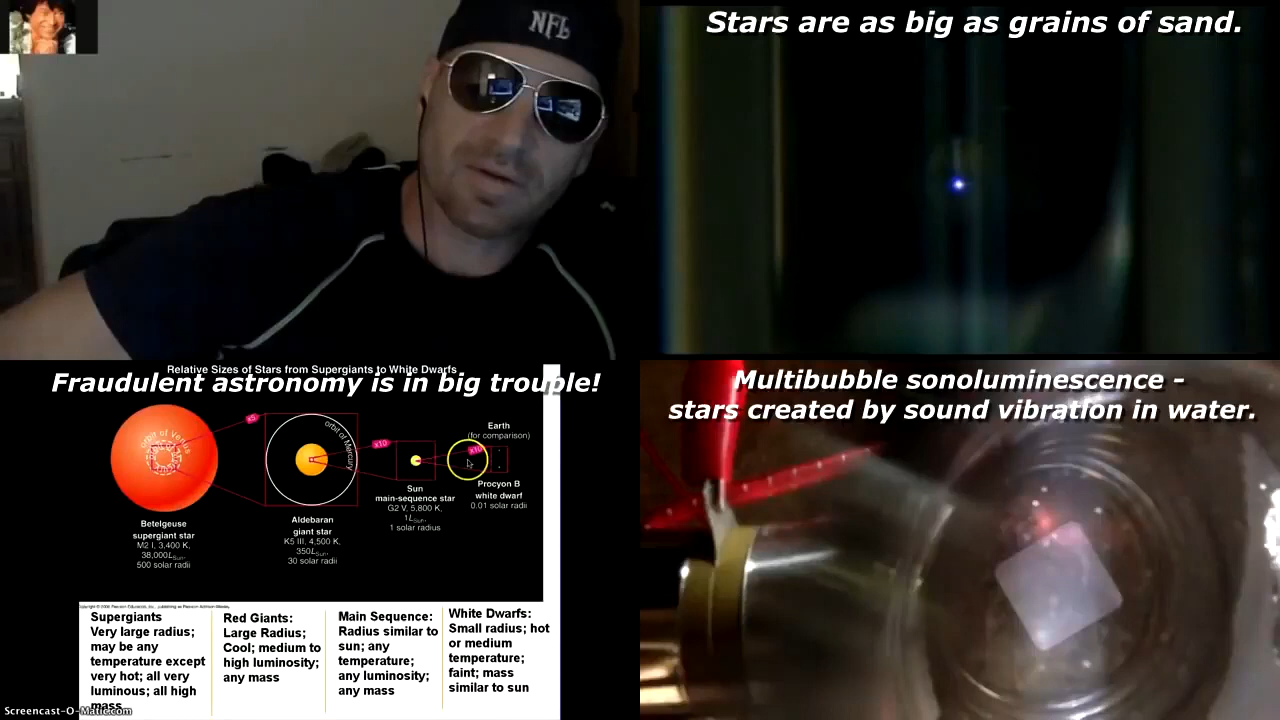 NFL
Stars are as big as grains of sand.
Relative Sizes of Stars from Supergiants to White Dwarfs
Fraudulent astronomy is in big trouble!
orbit of Venus
x5
orbit of Mercury
x10
x10
Earth
(for comparison)
Betelgeuse
supergiant star
M2 I, 3,400 K,
38,000LSun,
500 solar radii
Aldebaran
giant star
K5 III, 4,500 K,
350LSun,
30 solar radii
Sun
main-sequence star
G2 V, 5,800 K,
1LSun,
1 solar radius
Procyon B
white dwarf
0.01 solar radii
Supergiants
Very large radius;
may be any
temperature except
very hot; all very
luminous; all high
mass
Red Giants:
Large Radius;
Cool; medium to
high luminosity;
any mass
Main Sequence:
Radius similar to
sun; any
temperature;
any luminosity;
any mass
White Dwarfs:
Small radius; hot
or medium
temperature;
faint; mass
similar to sun
Screencast-O-Matic.com
Multibubble sonoluminescence -
stars created by sound vibration in water.